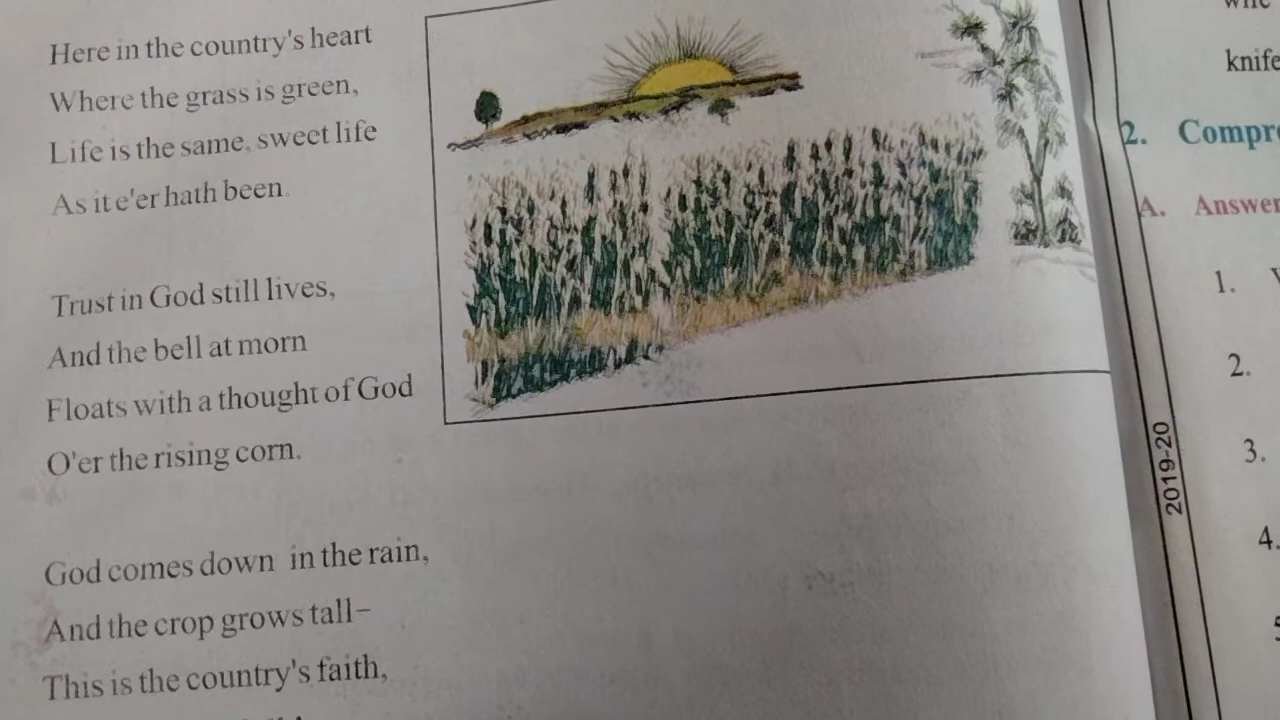 Here in the country's heart
Where the grass is green,
Life is the same, sweet life
As it e'er hath been.
Trust in God still lives,
And the bell at morn
Floats with a thought of God
O'er the rising corn.
God comes down in the rain,
And the crop grows tall–
This is the country's faith,
2019-20
knife
2.
A. Answer
1.
2.
3.
4.